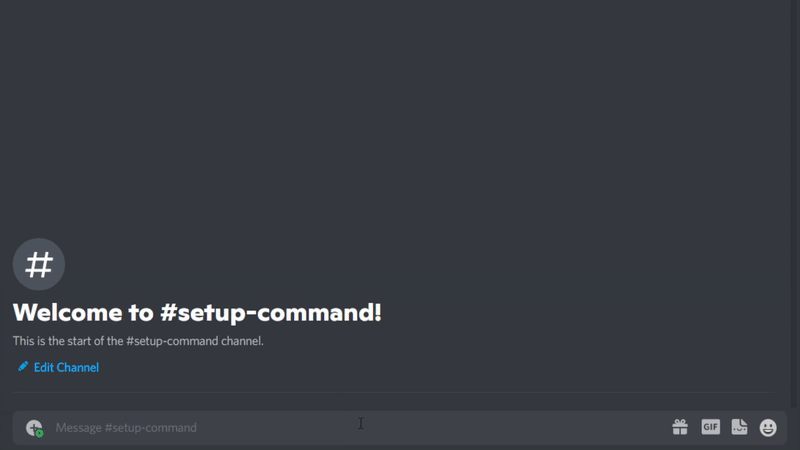 #
Welcome to #setup-command!
This is the start of the #setup-command channel.
Edit Channel
Message #setup-command
GIF